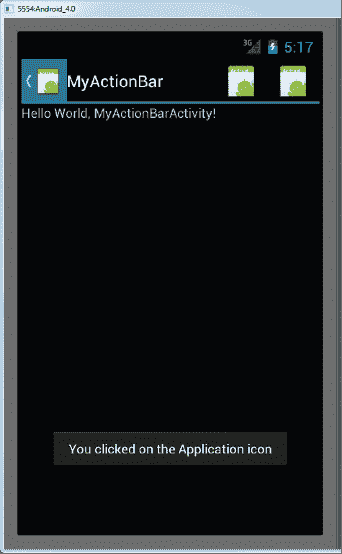 5554:Android_4.0
3G 5:17
MyActionBar
Hello World, MyActionBarActivity!
You clicked on the Application icon